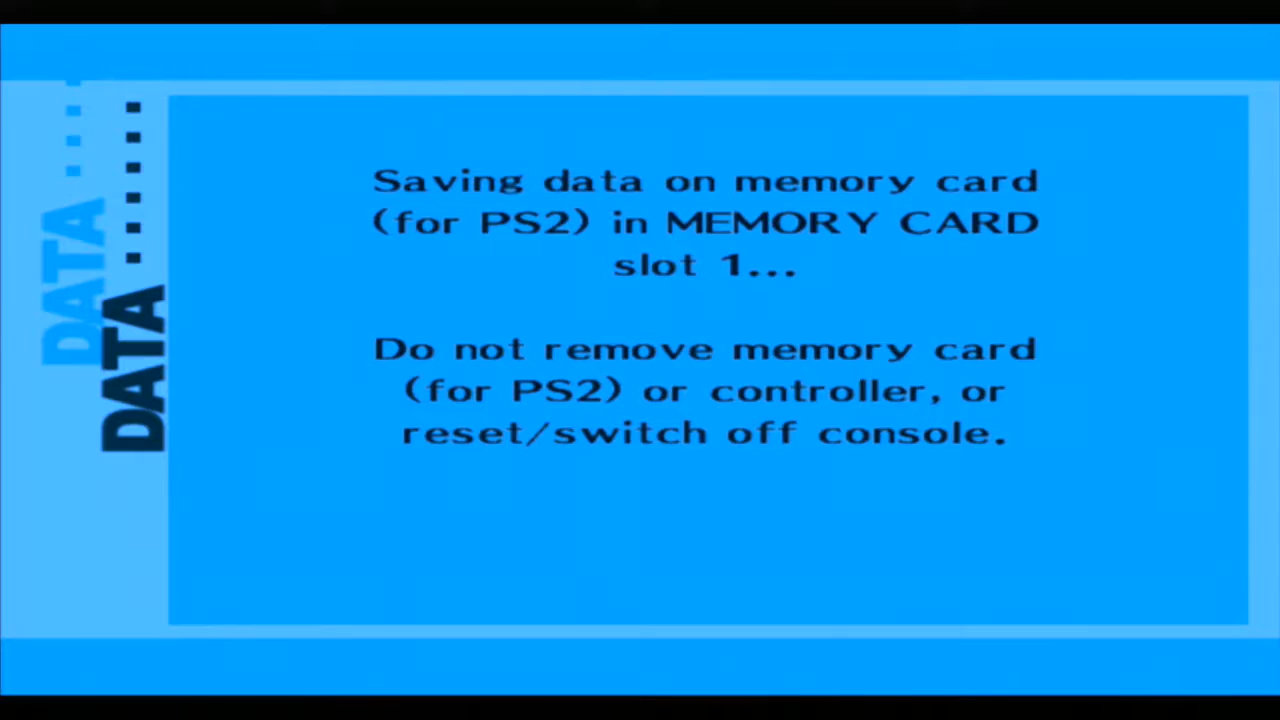 DATA ......
DATA ....
Saving data on memory card
(for PS2) in MEMORY CARD
slot 1...
Do not remove memory card
(for PS2) or controller, or
reset/switch off console.